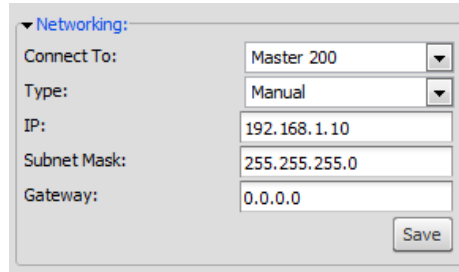 Networking:
Connect To: Master 200
Type: Manual
IP: 192.168.1.10
Subnet Mask: 255.255.255.0
Gateway: 0.0.0.0
Save